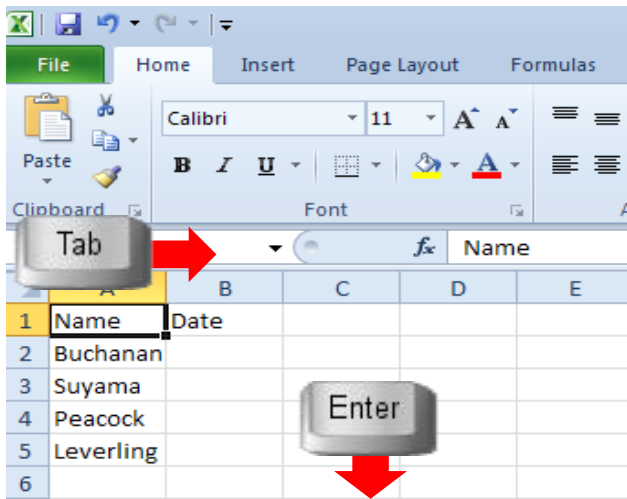 File Home Insert Page Layout Formulas
Calibri 11 A A
Paste B I U A
Clipboard Font
Tab fx Name
B C D E
1 Name Date
2 Buchanan
3 Suyama
4 Peacock Enter
5 Leverling
6